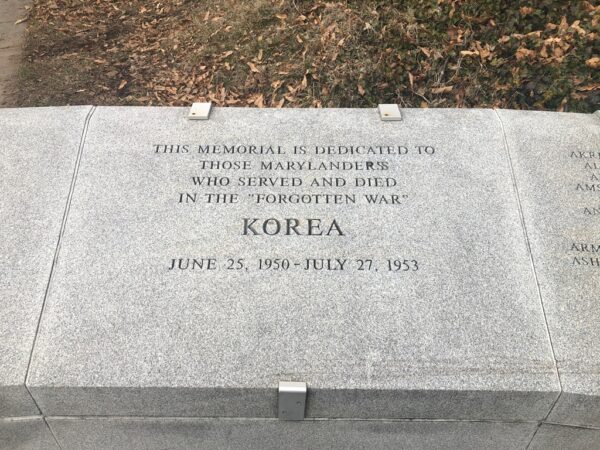 THIS MEMORIAL IS DEDICATED TO
THOSE MARYLANDERS
WHO SERVED AND DIED
IN THE "FORGOTTEN WAR"
KOREA
JUNE 25, 1950 - JULY 27, 1953